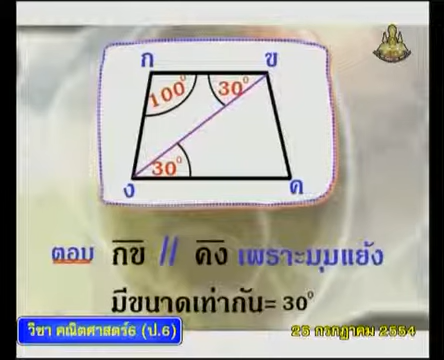 ก ข
100° 30°
30°
ง ค
ตอบ กข // คง เพราะมุมแย้ง
มีขนาดเท่ากัน = 30°
วิชา คณิตศาสตร์6 (ป.6) 25 กรกฎาคม 2554